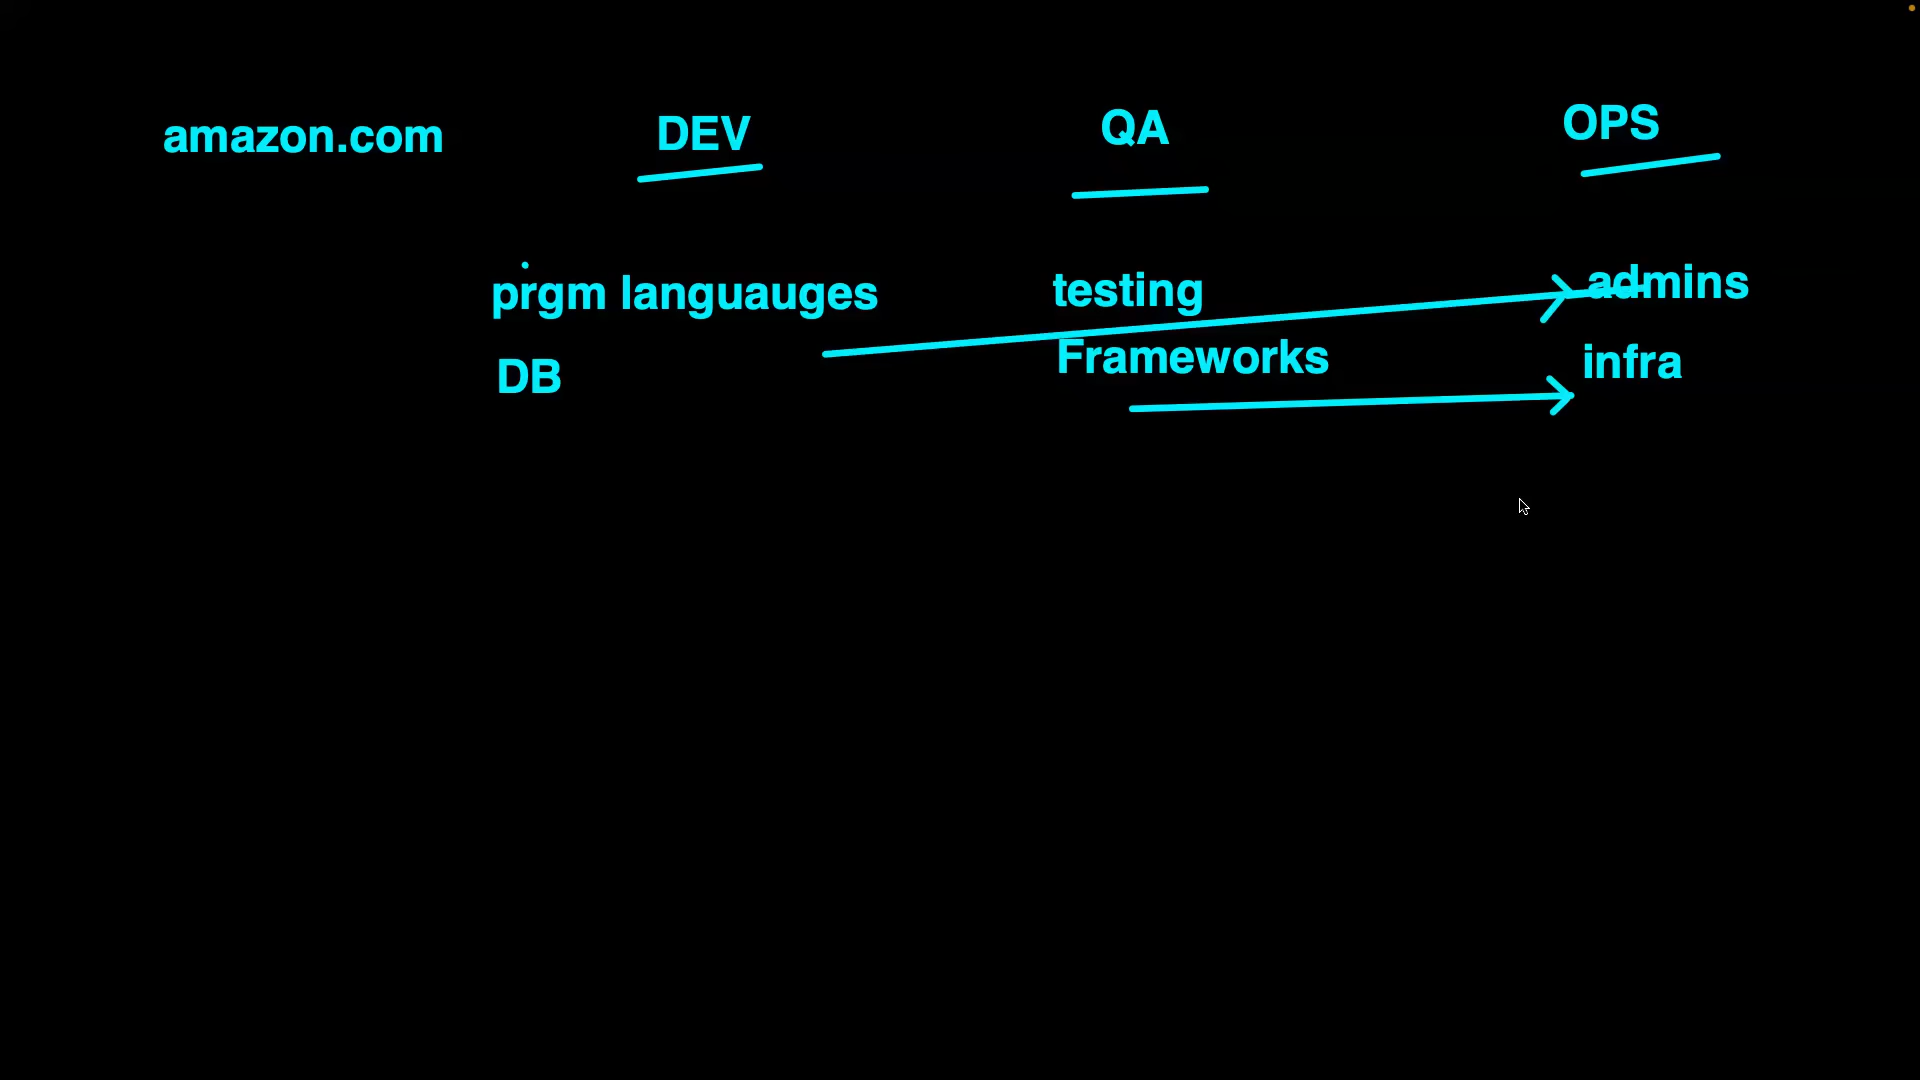 amazon.com
DEV
QA
OPS
prgm languauges
testing
admins
DB
Frameworks
infra